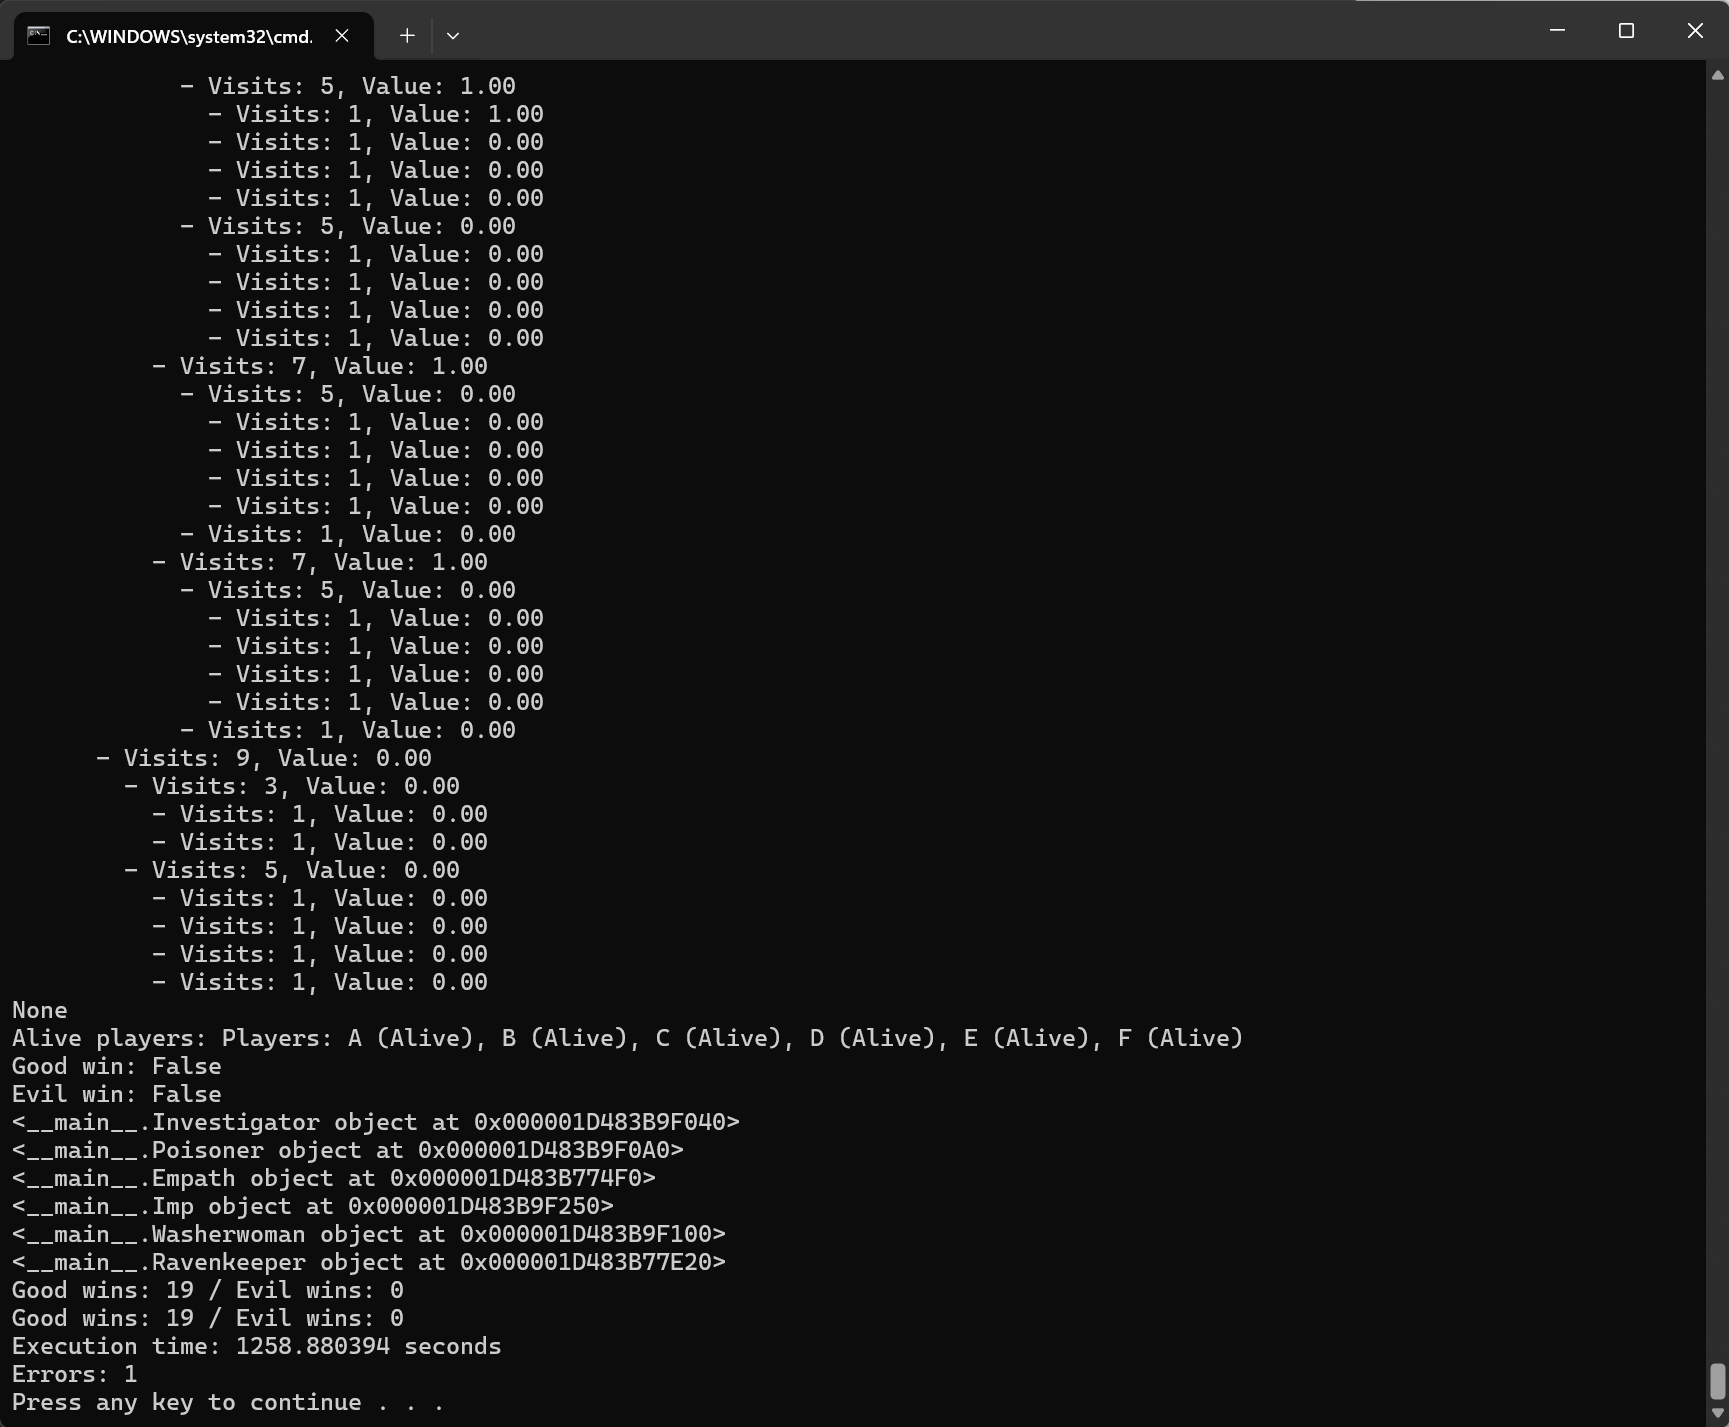 C:\WINDOWS\system32\cmd.
- Visits: 5, Value: 1.00
- Visits: 1, Value: 1.00
- Visits: 1, Value: 0.00
- Visits: 1, Value: 0.00
- Visits: 1, Value: 0.00
- Visits: 5, Value: 0.00
- Visits: 1, Value: 0.00
- Visits: 1, Value: 0.00
- Visits: 1, Value: 0.00
- Visits: 1, Value: 0.00
- Visits: 7, Value: 1.00
- Visits: 5, Value: 0.00
- Visits: 1, Value: 0.00
- Visits: 1, Value: 0.00
- Visits: 1, Value: 0.00
- Visits: 1, Value: 0.00
- Visits: 1, Value: 0.00
- Visits: 7, Value: 1.00
- Visits: 5, Value: 0.00
- Visits: 1, Value: 0.00
- Visits: 1, Value: 0.00
- Visits: 1, Value: 0.00
- Visits: 1, Value: 0.00
- Visits: 1, Value: 0.00
- Visits: 9, Value: 0.00
- Visits: 3, Value: 0.00
- Visits: 1, Value: 0.00
- Visits: 1, Value: 0.00
- Visits: 5, Value: 0.00
- Visits: 1, Value: 0.00
- Visits: 1, Value: 0.00
- Visits: 1, Value: 0.00
- Visits: 1, Value: 0.00
None
Alive players: Players: A (Alive), B (Alive), C (Alive), D (Alive), E (Alive), F (Alive)
Good win: False
Evil win: False
<__main__.Investigator object at 0x000001D483B9F040>
<__main__.Poisoner object at 0x000001D483B9F0A0>
<__main__.Empath object at 0x000001D483B774F0>
<__main__.Imp object at 0x000001D483B9F250>
<__main__.Washerwoman object at 0x000001D483B9F100>
<__main__.Ravenkeeper object at 0x000001D483B77E20>
Good wins: 19 / Evil wins: 0
Good wins: 19 / Evil wins: 0
Execution time: 1258.880394 seconds
Errors: 1
Press any key to continue . . .